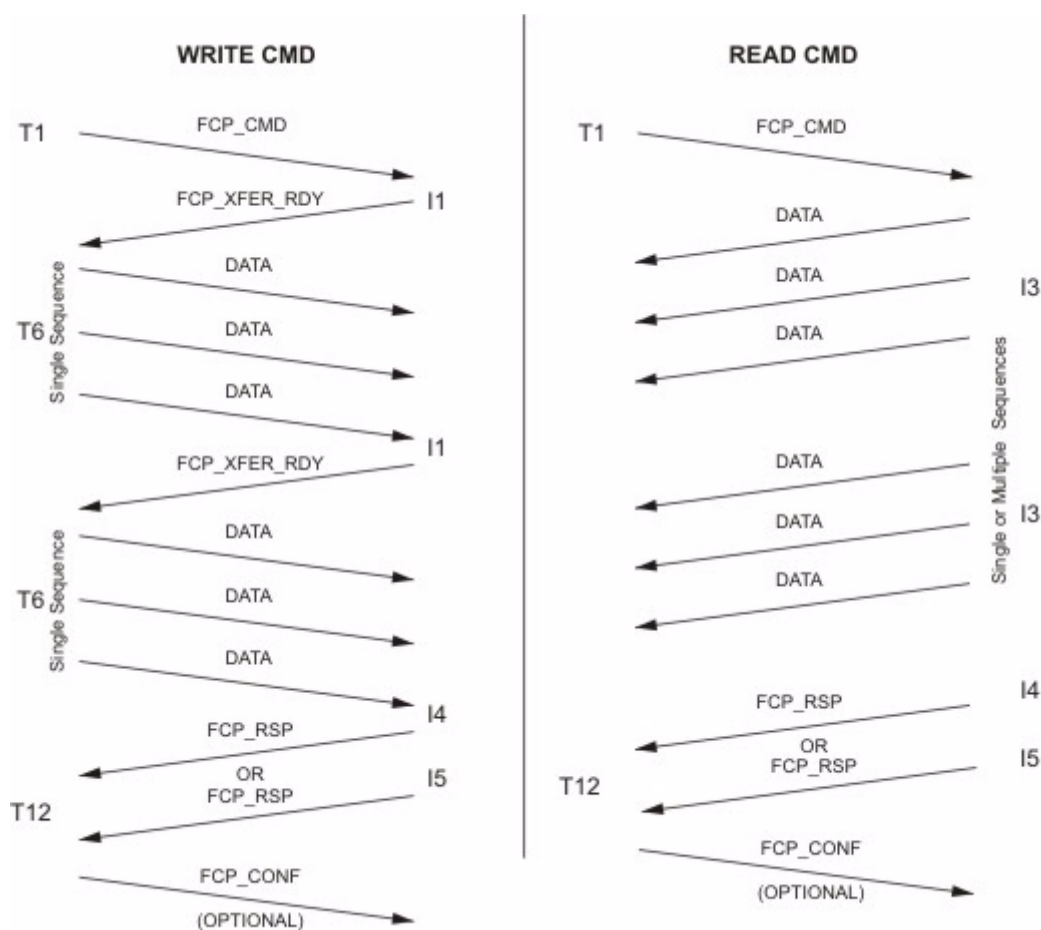 WRITE CMD
T1
FCP_CMD
FCP_XFER_RDY
I1
DATA
Single Sequence
T6
DATA
DATA
I1
FCP_XFER_RDY
DATA
Single Sequence
T6
DATA
DATA
I4
FCP_RSP
OR
I5
FCP_RSP
T12
FCP_CONF
(OPTIONAL)
READ CMD
T1
FCP_CMD
DATA
DATA
I3
DATA
Single or Multiple Sequences
DATA
I3
DATA
DATA
I4
FCP_RSP
OR
I5
FCP_RSP
T12
FCP_CONF
(OPTIONAL)